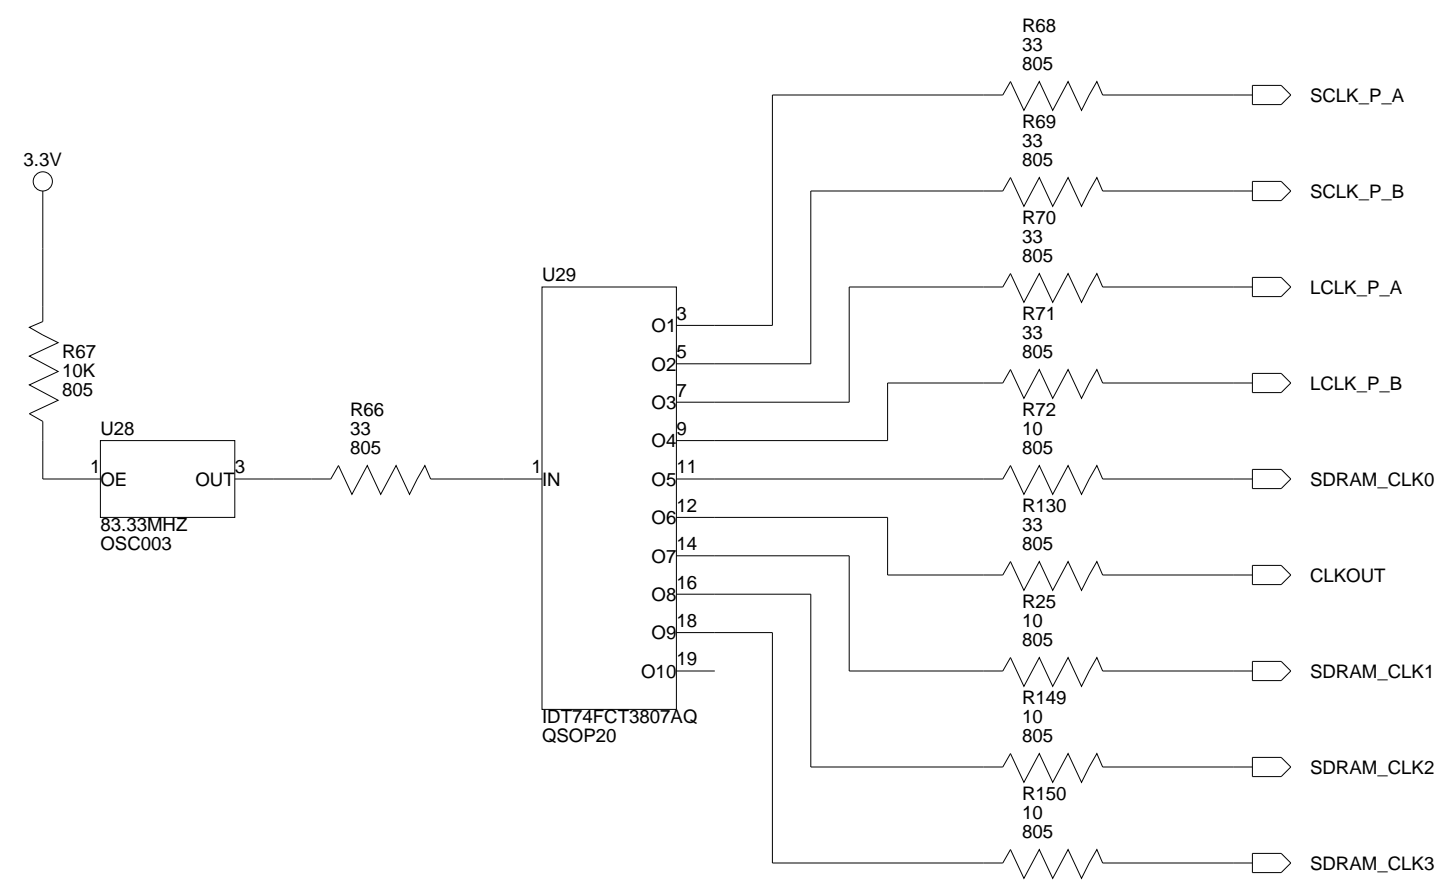 R68
33
805
SCLK_P_A
R69
33
805
SCLK_P_B
3.3V
R70
33
805
LCLK_P_A
R71
33
805
LCLK_P_B
R72
10
805
SDRAM_CLK0
R130
33
805
CLKOUT
R25
10
805
SDRAM_CLK1
R149
10
805
SDRAM_CLK2
R150
10
805
SDRAM_CLK3
R67
10K
805
U28
1
OE
OUT
3
83.33MHZ
OSC003
R66
33
805
U29
1
IN
O1
3
O2
5
O3
7
O4
9
O5
11
O6
12
O7
14
O8
16
O9
18
O10
19
IDT74FCT3807AQ
QSOP20